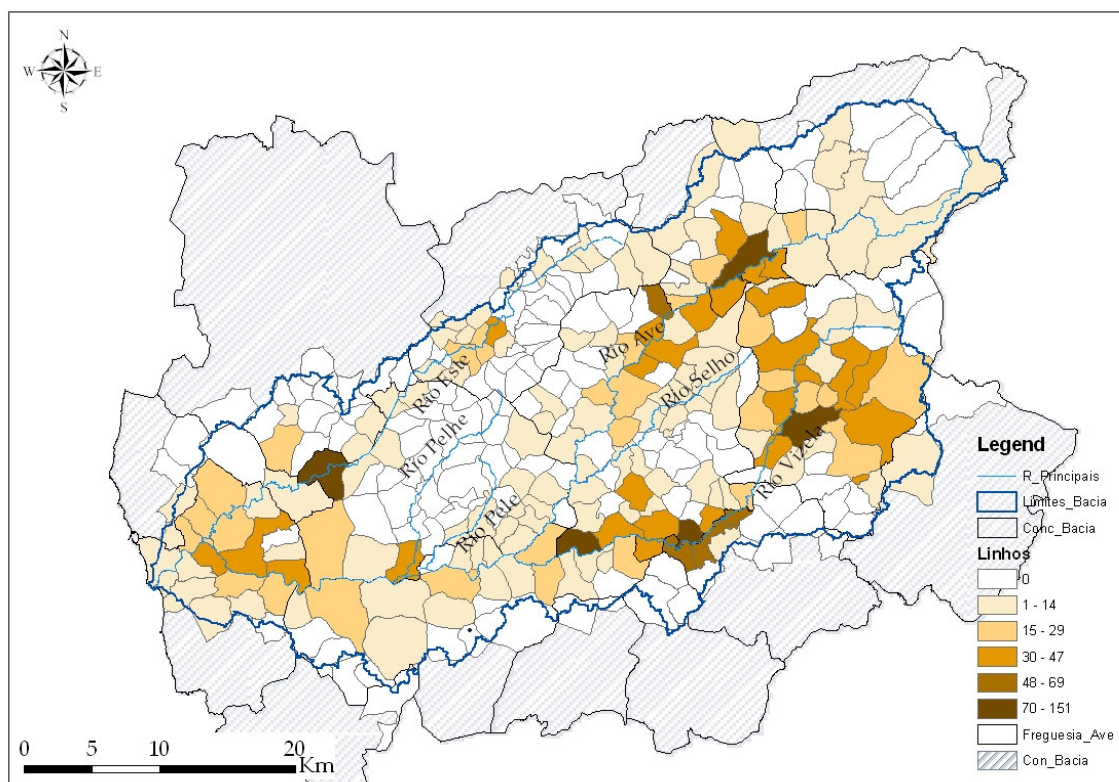 N
W E
S
Rio Ave
Rio Selho
Rio Este
Rio Pelhe
Rio Vizela
Rio Pele
Legend
R_Principais
Limites_Bacia
Conc_Bacia
Linhos
0
1 - 14
15 - 29
30 - 47
48 - 69
70 - 151
Freguesia_Ave
Con_Bacia
0 5 10 20
Km